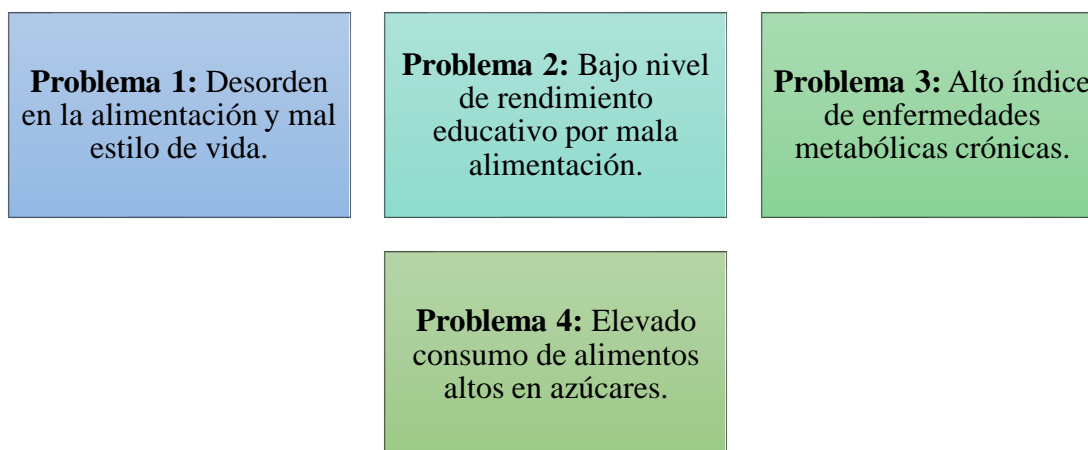 Problema 1: Desorden
en la alimentación y mal
estilo de vida.
Problema 2: Bajo nivel
de rendimiento
educativo por mala
alimentación.
Problema 3: Alto índice
de enfermedades
metabólicas crónicas.
Problema 4: Elevado
consumo de alimentos
altos en azúcares.